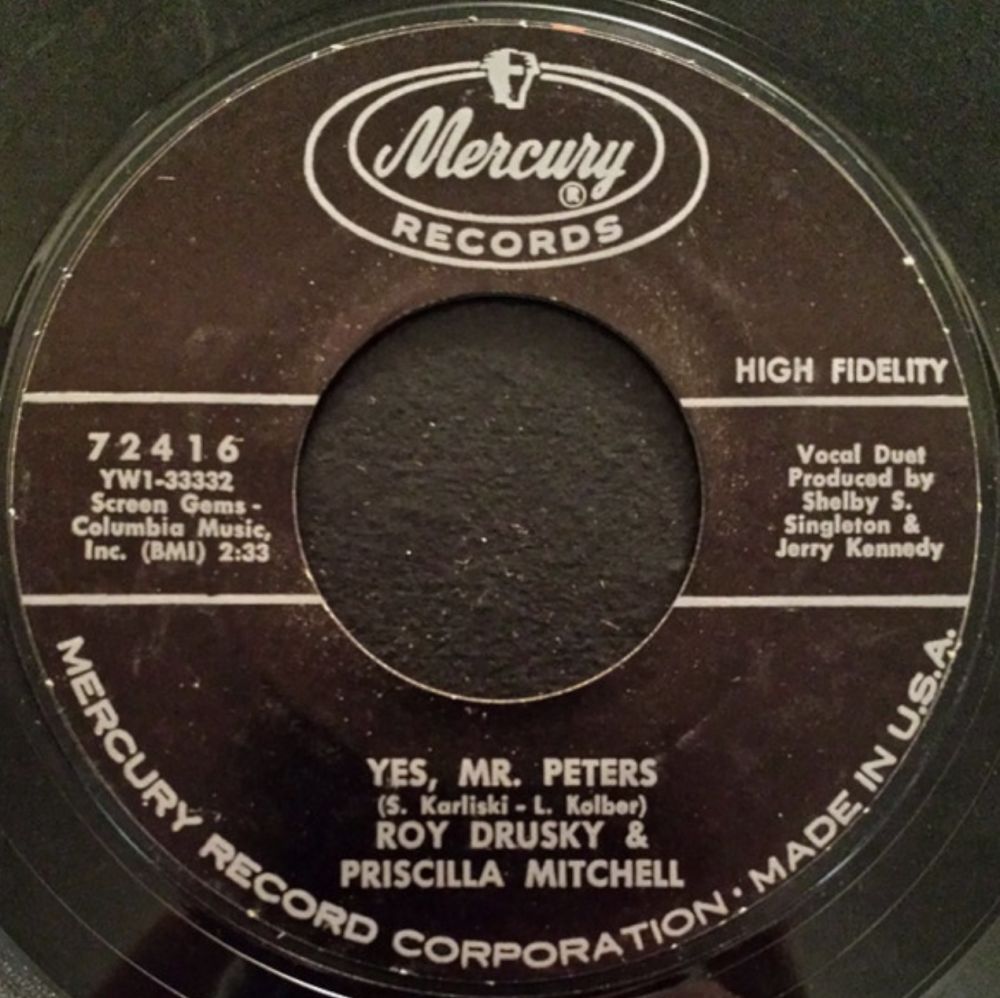 Mercury
®
RECORDS
HIGH FIDELITY
72416
YW1-33332
Screen Gems -
Columbia Music,
Inc. (BMI) 2:33
Vocal Duet
Produced by
Shelby S.
Singleton &
Jerry Kennedy
YES, MR. PETERS
(S. Karliski - L. Kolber)
ROY DRUSKY &
PRISCILLA MITCHELL
MERCURY RECORD CORPORATION • MADE IN U.S.A.